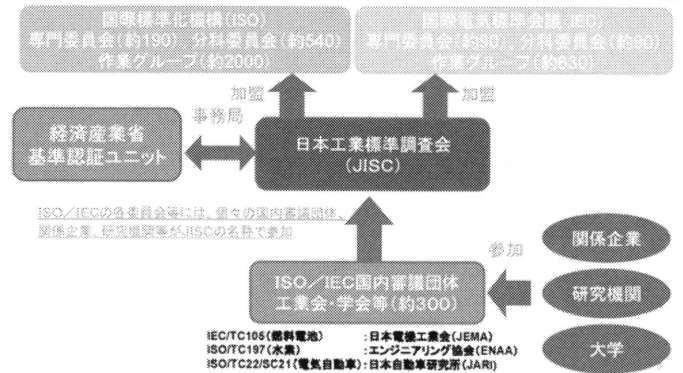 国際標準化機構(ISO)
専門委員会(約190)、分科委員会(約540)
作業グループ(約2000)
国際電気標準会議(IEC)
専門委員会(約90)、分科委員会(約90)
作業グループ(約630)
加盟
加盟
事務局
経済産業省
基準認証ユニット
日本工業標準調査会
(JISC)
ISO/IECの各委員会等には、個々の国内審議団体、
関係企業、研究機関等がJISCの名義で参加
参加
関係企業
研究機関
大学
ISO/IEC国内審議団体
工業会・学会等(約300)
IEC/TC105(燃料電池) :日本電機工業会(JEMA)
ISO/TC197(水素) :エンジニアリング協会(ENAA)
ISO/TC22/SC21(電気自動車):日本自動車研究所(JARI)